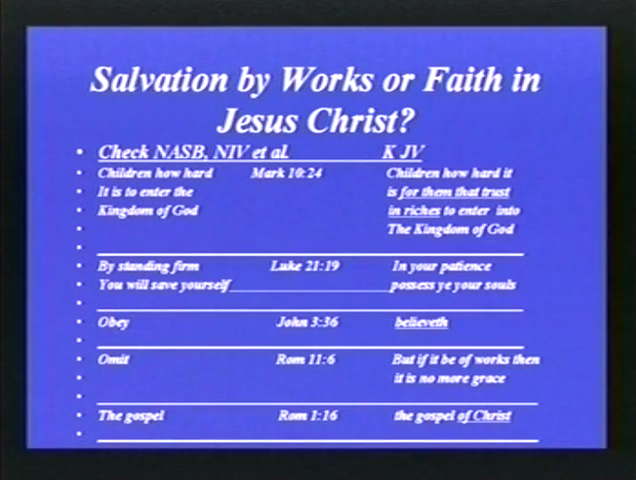 Salvation by Works or Faith in
Jesus Christ?
• Check NASB, NIV et al. K JV
• Children how hard Mark 10:24 Children how hard it
• It is to enter the is for them that trust
• Kingdom of God in riches to enter into
• The Kingdom of God
•
• By standing firm Luke 21:19 In your patience
• You will save yourself possess ye your souls
•
• Obey John 3:36 believeth
•
• Omit Rom 11:6 But if it be of works then
• it is no more grace
•
• The gospel Rom 1:16 the gospel of Christ
•